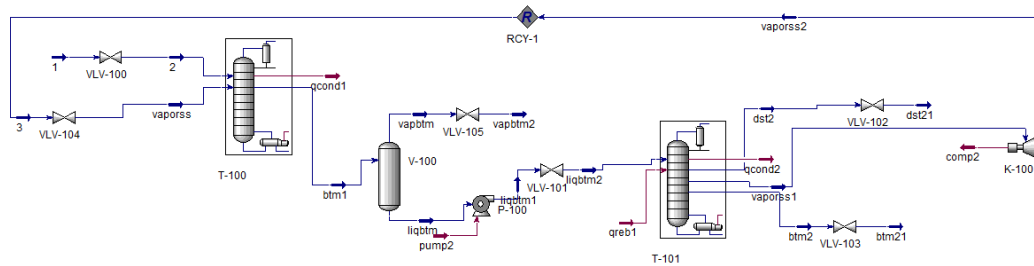 R
RCY-1
vaporss2
1
VLV-100
2
qcond1
3
VLV-104
vaporss
T-100
btm1
vapbtm
VLV-105
vapbtm2
V-100
liqbtm
pump2
P-100
liqbtm1
VLV-101
liqbtm2
qreb1
T-101
dst2
VLV-102
dst21
qcond2
vaporss1
comp2
K-100
btm2
VLV-103
btm21